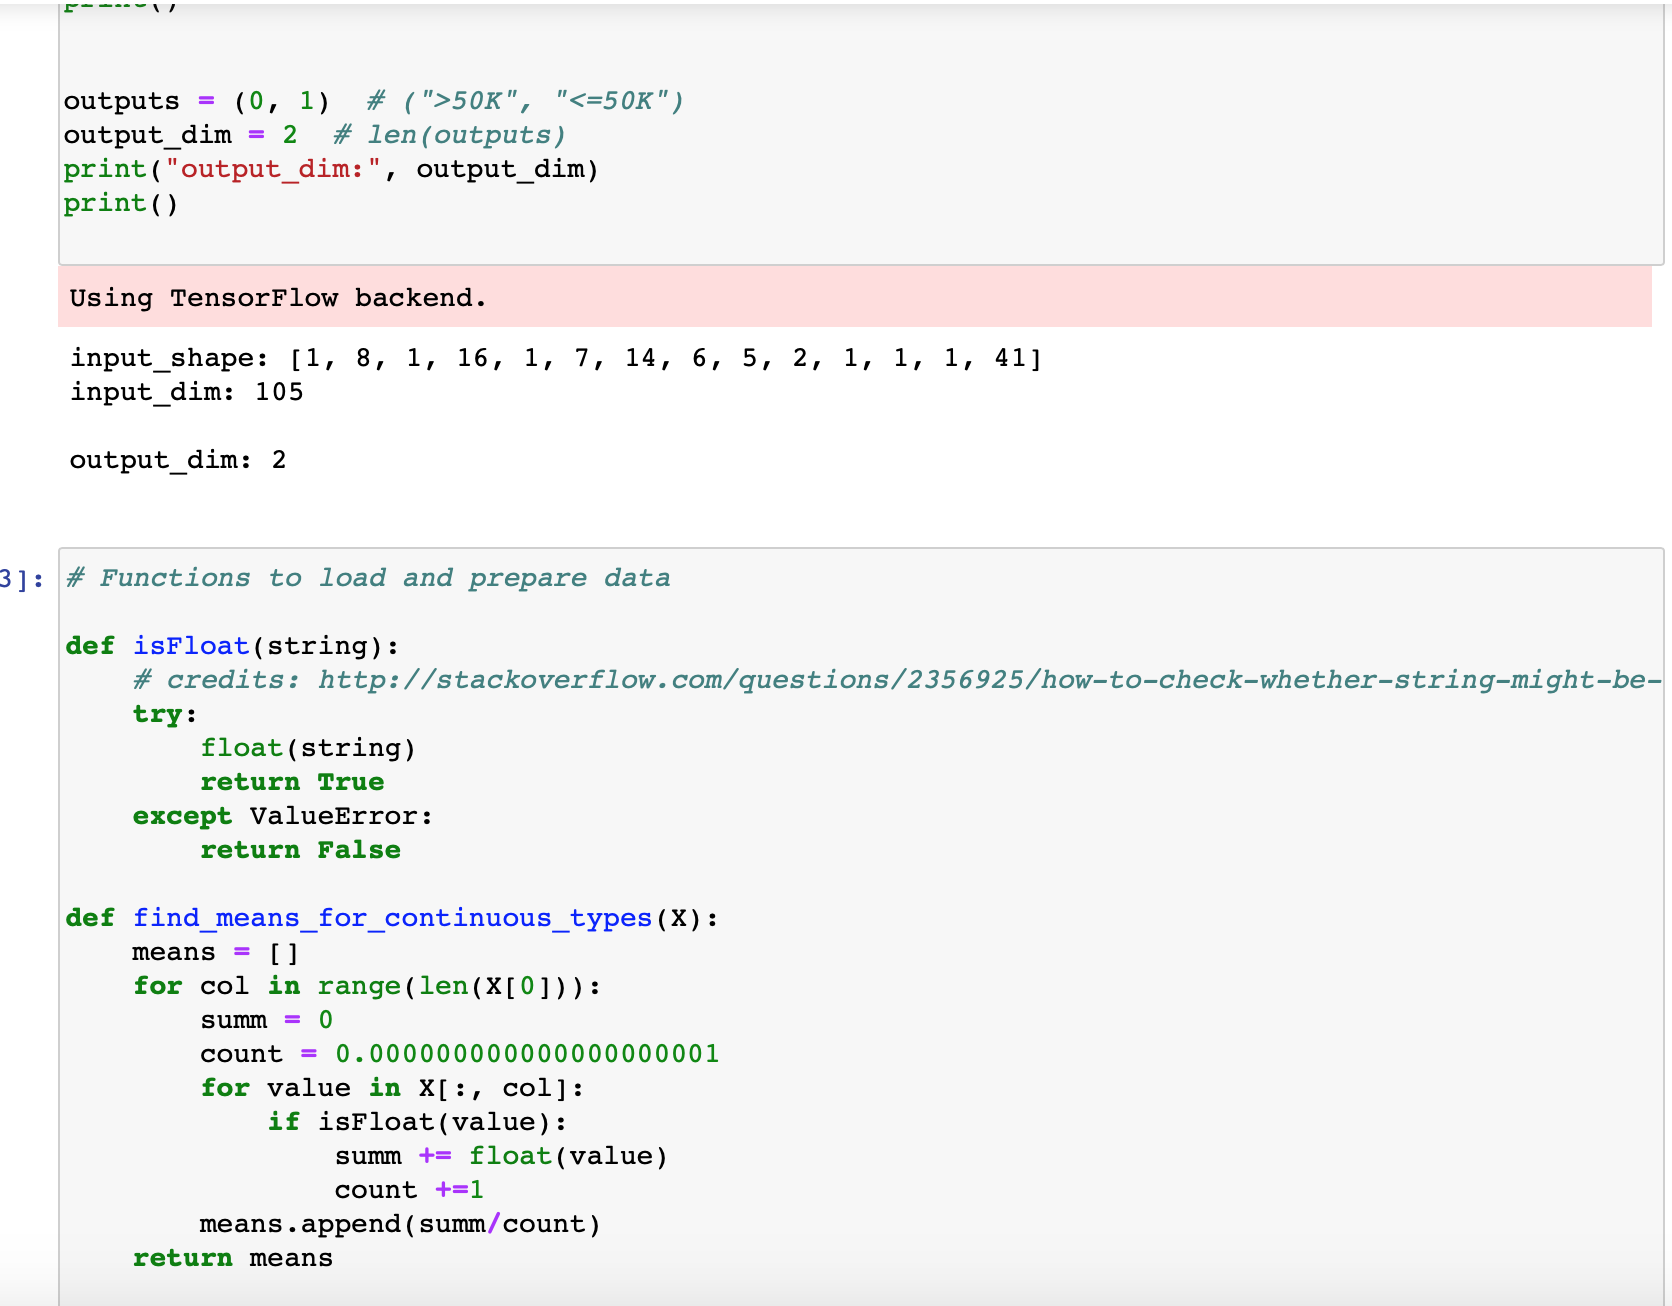 print()
outputs = (0, 1)  # (">50K", "<=50K")
output_dim = 2  # len(outputs)
print("output_dim:", output_dim)
print()
Using TensorFlow backend.
input_shape: [1, 8, 1, 16, 1, 7, 14, 6, 5, 2, 1, 1, 1, 41]
input_dim: 105
output_dim: 2
3]: # Functions to load and prepare data
def isFloat(string):
    # credits: http://stackoverflow.com/questions/2356925/how-to-check-whether-string-might-be-
    try:
        float(string)
        return True
    except ValueError:
        return False
def find_means_for_continuous_types(X):
    means = []
    for col in range(len(X[0])):
        summ = 0
        count = 0.000000000000000000001
        for value in X[:, col]:
            if isFloat(value):
                summ += float(value)
                count +=1
        means.append(summ/count)
    return means